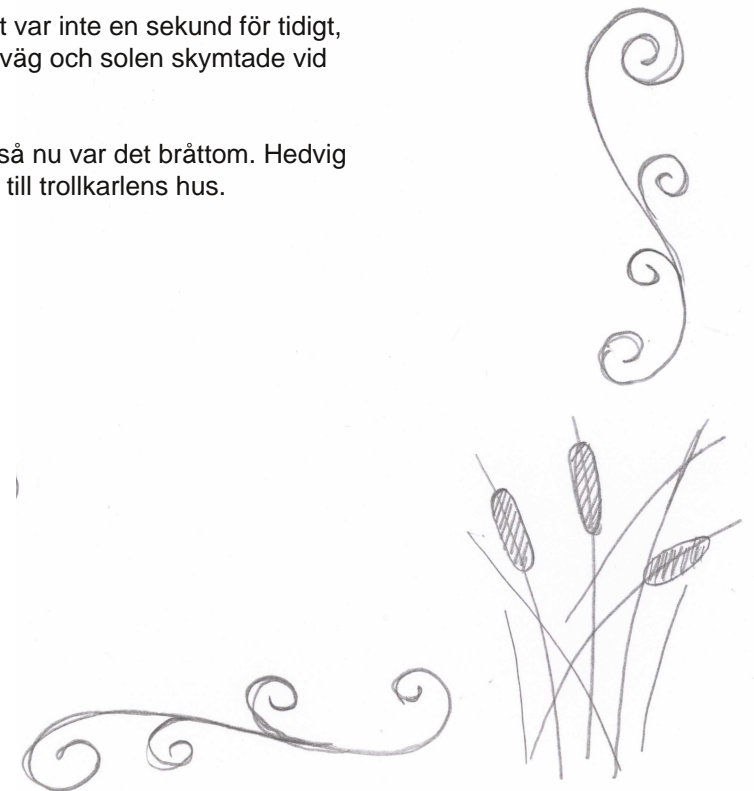 t var inte en sekund för tidigt,
väg och solen skymtade vid
så nu var det bråttom. Hedvig
till trollkarlens hus.